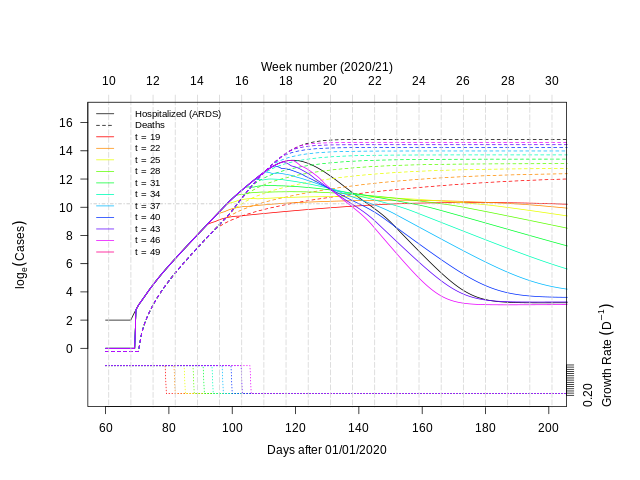 Week number (2020/21)
10 11 12 14 15 16 18 20 22 24 26 28 30
16
14
12
10
8
6
4
2
0
Hospitalized (ARDS)
Deaths
t = 19
t = 22
t = 25
t = 28
t = 31
t = 34
t = 37
t = 40
t = 43
t = 46
t = 49
logₑ(Cases)
0.20
Growth Rate (D⁻¹)
60 80 100 120 140 160 180 200
Days after 01/01/2020